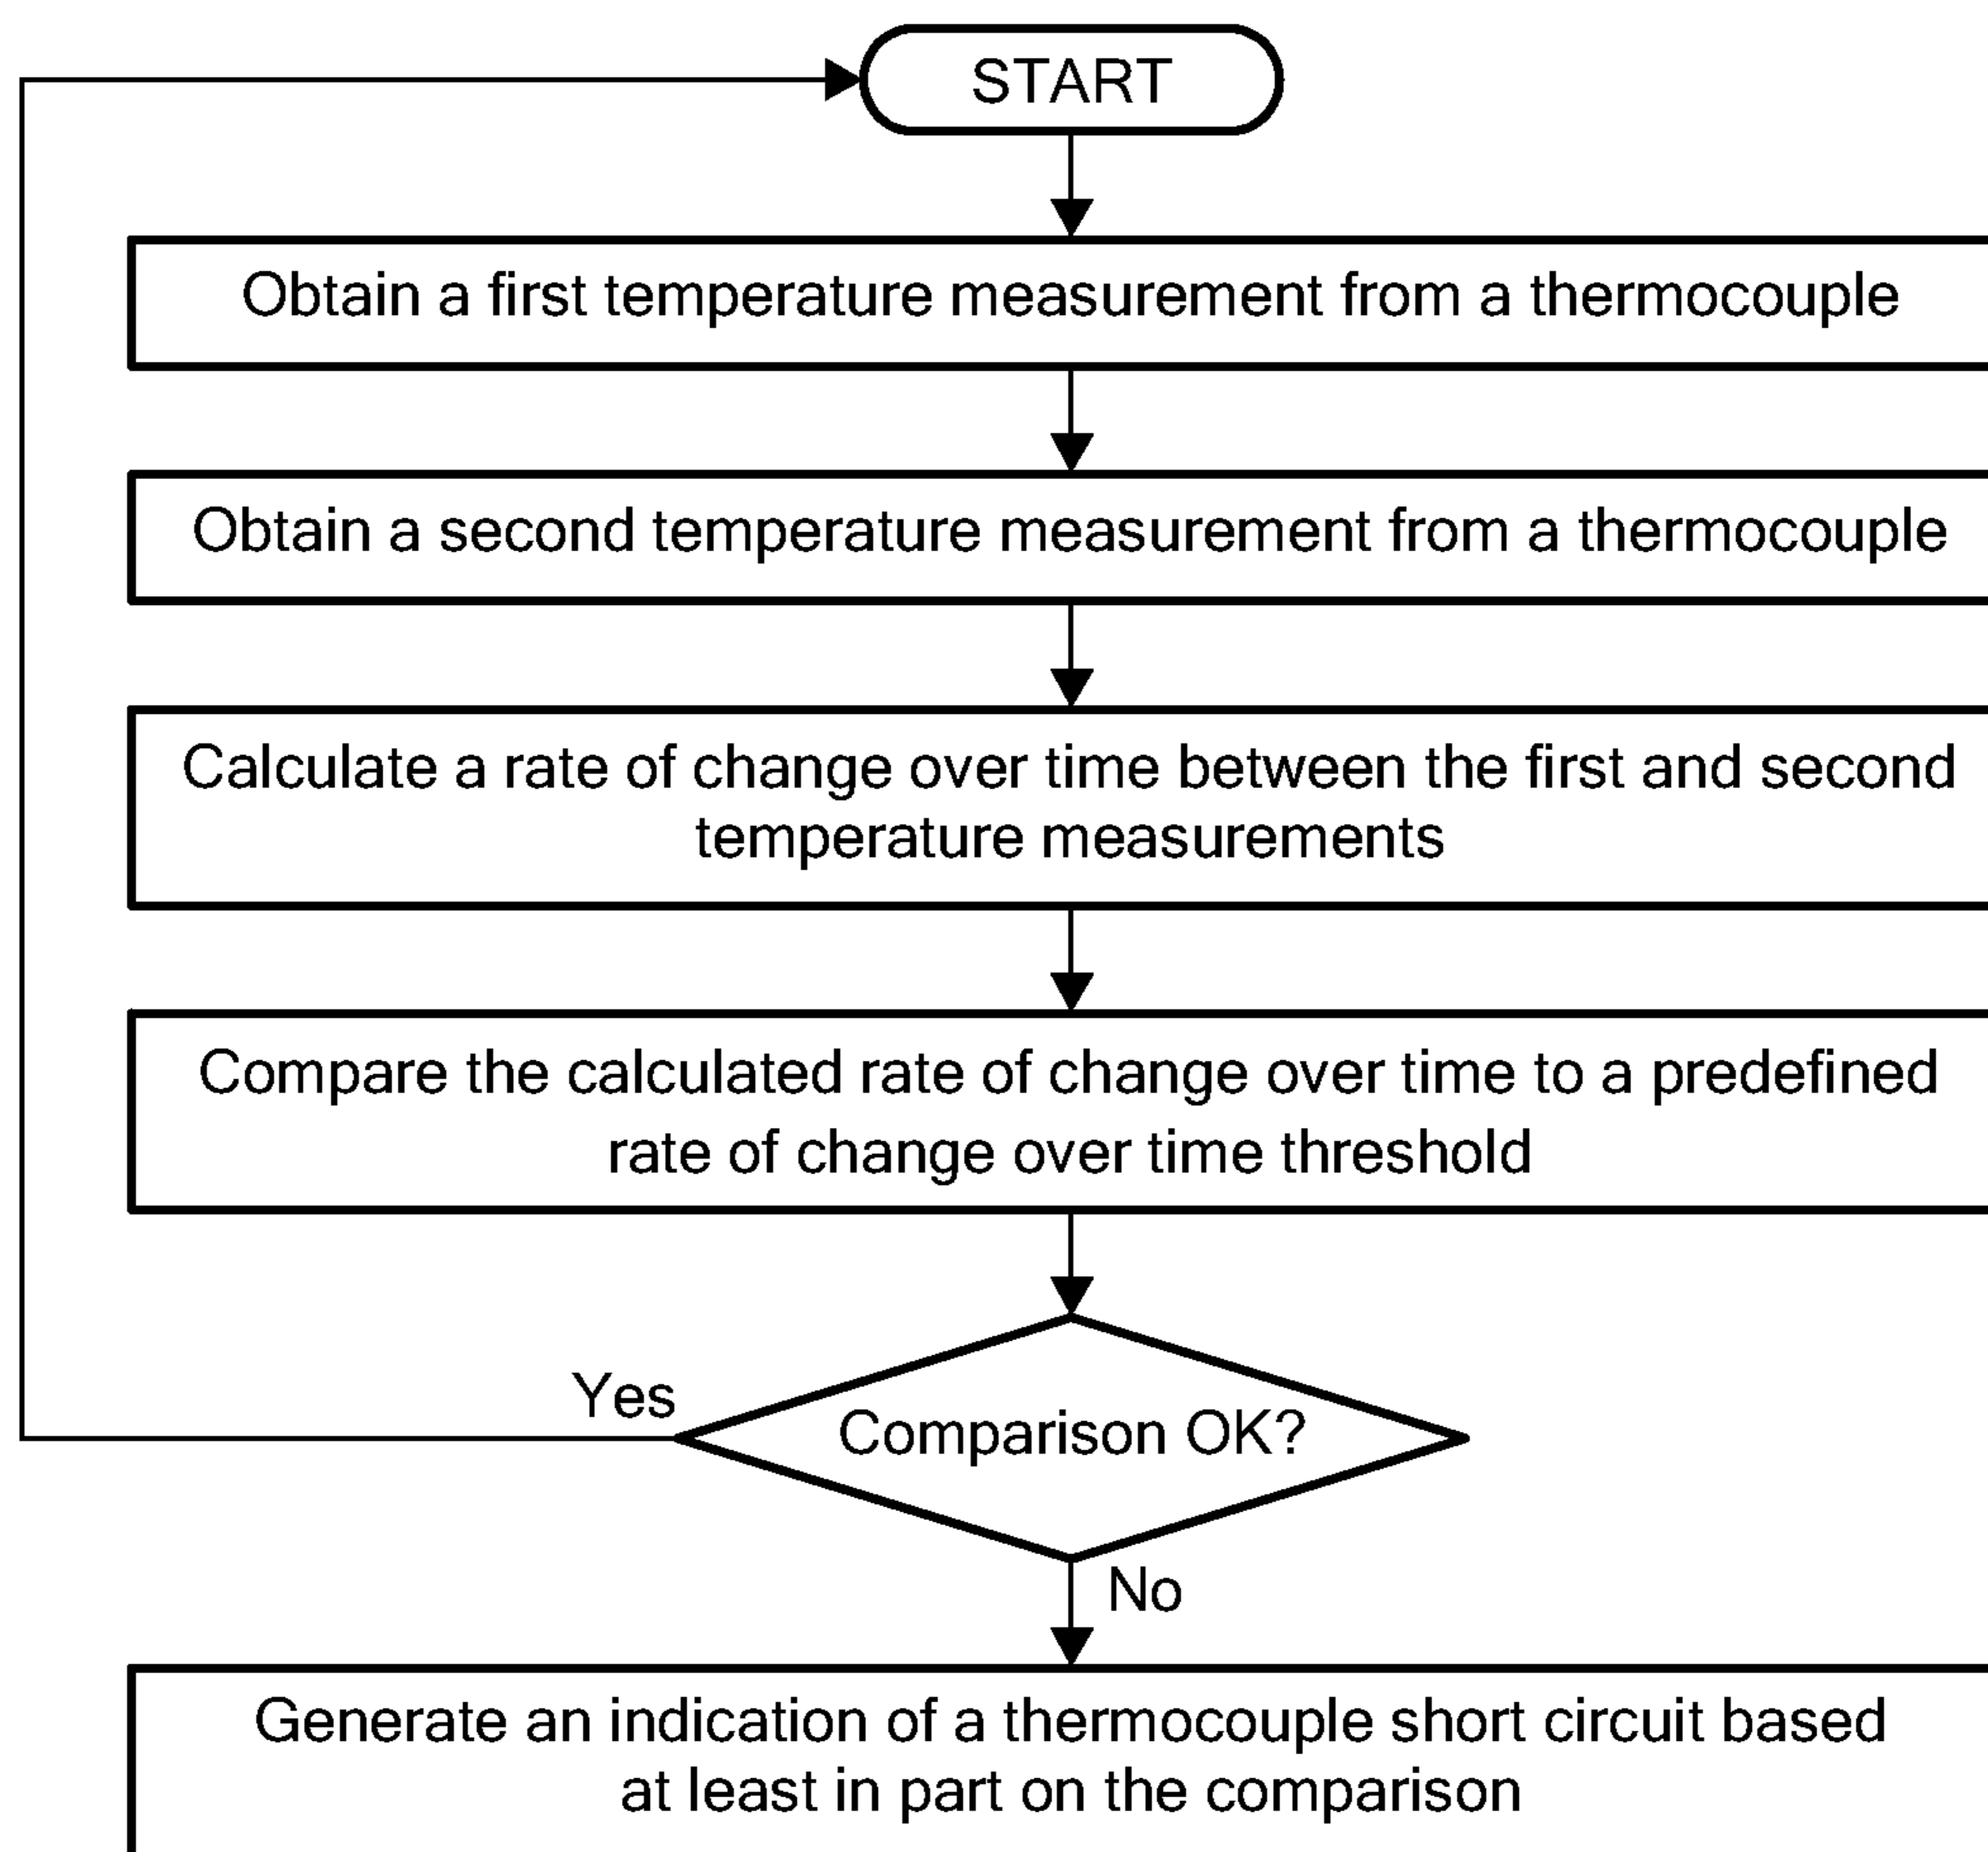 START
Obtain a first temperature measurement from a thermocouple
Obtain a second temperature measurement from a thermocouple
Calculate a rate of change over time between the first and second
temperature measurements
Compare the calculated rate of change over time to a predefined
rate of change over time threshold
Yes
Comparison OK?
No
Generate an indication of a thermocouple short circuit based
at least in part on the comparison